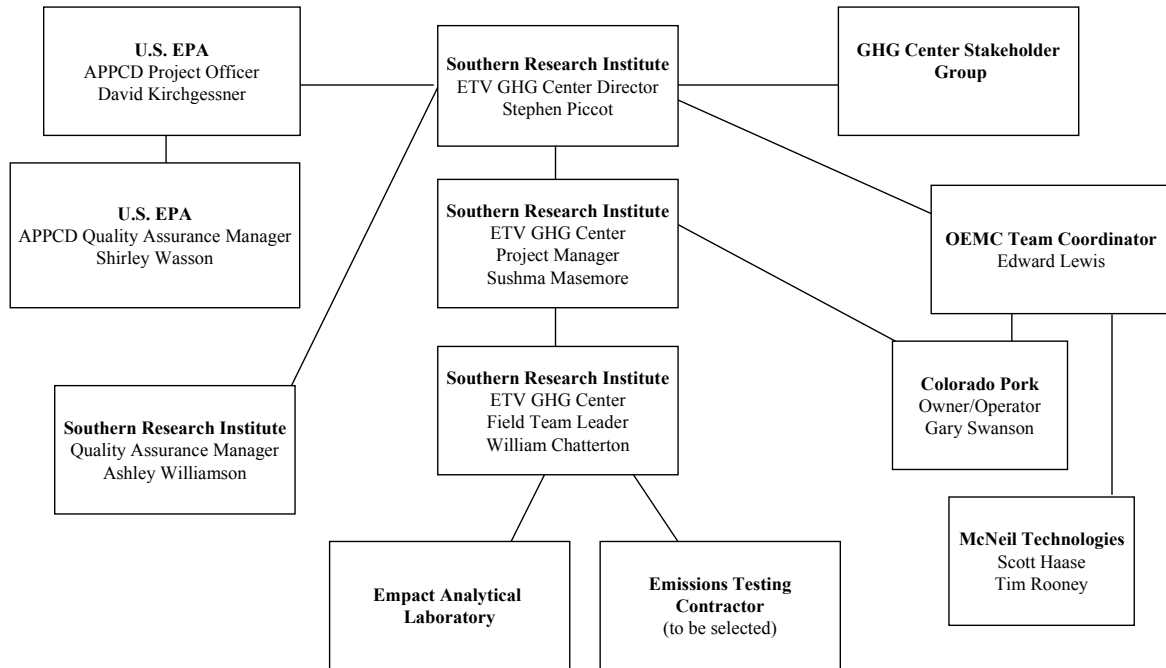 U.S. EPA
APPCD Project Officer
David Kirchgessner
Southern Research Institute
ETV GHG Center Director
Stephen Piccot
GHG Center Stakeholder
Group
U.S. EPA
APPCD Quality Assurance Manager
Shirley Wasson
Southern Research Institute
ETV GHG Center
Project Manager
Sushma Masemore
OEMC Team Coordinator
Edward Lewis
Southern Research Institute
Quality Assurance Manager
Ashley Williamson
Southern Research Institute
ETV GHG Center
Field Team Leader
William Chatterton
Colorado Pork
Owner/Operator
Gary Swanson
Empact Analytical
Laboratory
Emissions Testing
Contractor
(to be selected)
McNeil Technologies
Scott Haase
Tim Rooney